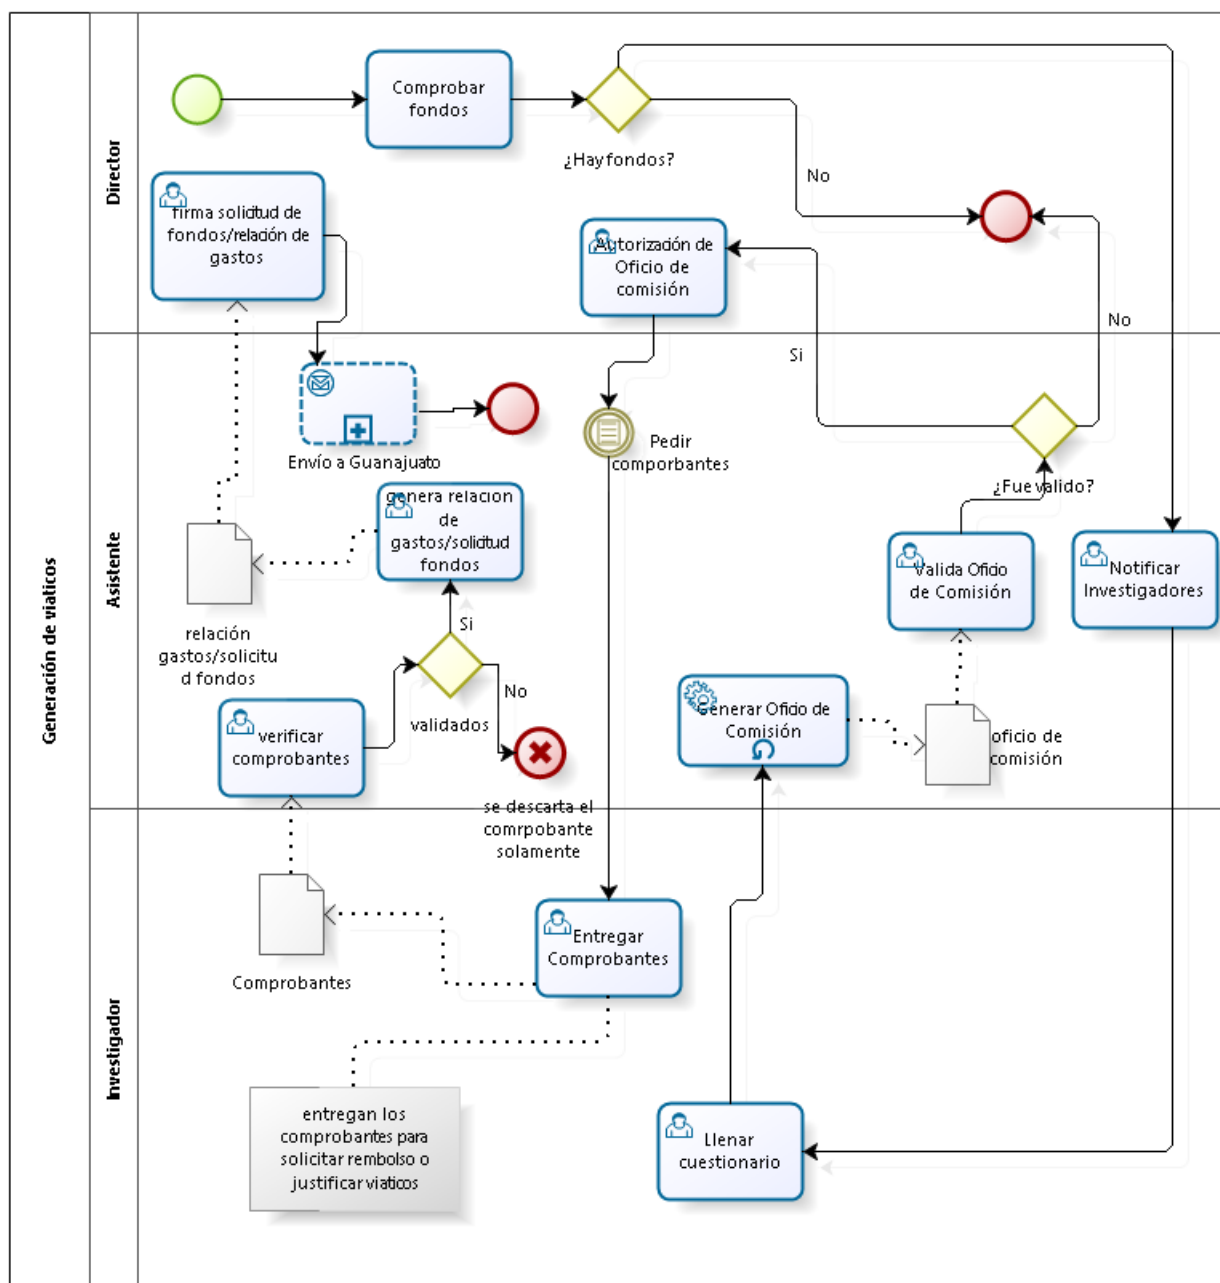 Generación de viaticos
Director
Comprobar
fondos
¿Hay fondos?
No
firma solicitud de
fondos/relación de
gastos
Autorización de
Oficio de
comisión
No
Si
Asistente
Envío a Guanajuato
Pedir
comporbantes
¿Fue valido?
genera relacion
de
gastos/solicitud
fondos
Valida Oficio
de Comisión
Notificar
Investigadores
relación
gastos/solicitu
d fondos
Si
No
validados
verificar
comprobantes
Generar Oficio de
Comisión
oficio de
comisión
se descarta el
comrpobante
solamente
Investigador
Entregar
Comprobantes
Comprobantes
entregan los
comprobantes para
solicitar rembolso o
justificar viaticos
Llenar
cuestionario